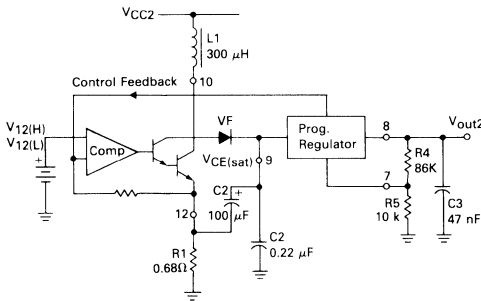 VCC2
L1
300 μH
10
Control Feedback
V12(H)
V12(L)
+
Comp
VF
VCE(sat)
9
Prog.
Regulator
8
Vout2
R4
86K
7
R5
10 k
C3
47 nF
C2
+
100 μF
12
R1
0.68Ω
C2
0.22 μF